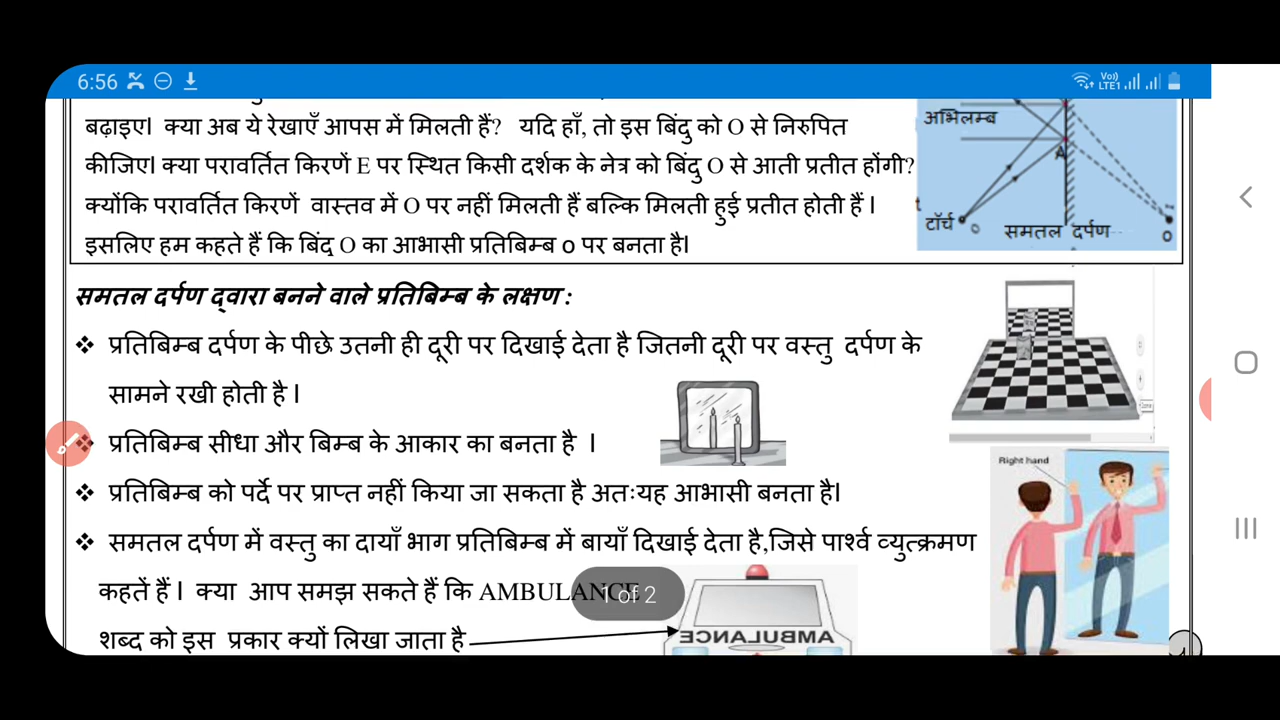 6:56
Vo)) LTE1
बढ़ाइए। क्या अब ये रेखाएँ आपस में मिलती हैं? यदि हाँ, तो इस बिंदु को O से निरुपित
कीजिए। क्या परावर्तित किरणें E पर स्थित किसी दर्शक के नेत्र को बिंदु O से आती प्रतीत होंगी?
क्योंकि परावर्तित किरणें वास्तव में O पर नहीं मिलती हैं बल्कि मिलती हुई प्रतीत होती हैं ।
इसलिए हम कहते हैं कि बिंदु O का आभासी प्रतिबिम्ब o पर बनता है।
अभिलम्ब
A
टॉर्च O समतल दर्पण O
समतल दर्पण द्वारा बनने वाले प्रतिबिम्ब के लक्षण :
❖ प्रतिबिम्ब दर्पण के पीछे उतनी ही दूरी पर दिखाई देता है जितनी दूरी पर वस्तु दर्पण के
सामने रखी होती है ।
❖ प्रतिबिम्ब सीधा और बिम्ब के आकार का बनता है ।
❖ प्रतिबिम्ब को पर्दे पर प्राप्त नहीं किया जा सकता है अतःयह आभासी बनता है।
Right hand
❖ समतल दर्पण में वस्तु का दायाँ भाग प्रतिबिम्ब में बायाँ दिखाई देता है,जिसे पार्श्व व्युत्क्रमण
कहतें हैं । क्या आप समझ सकते हैं कि AMBULANCE
1 of 2
शब्द को इस प्रकार क्यों लिखा जाता है
AMBULANCE